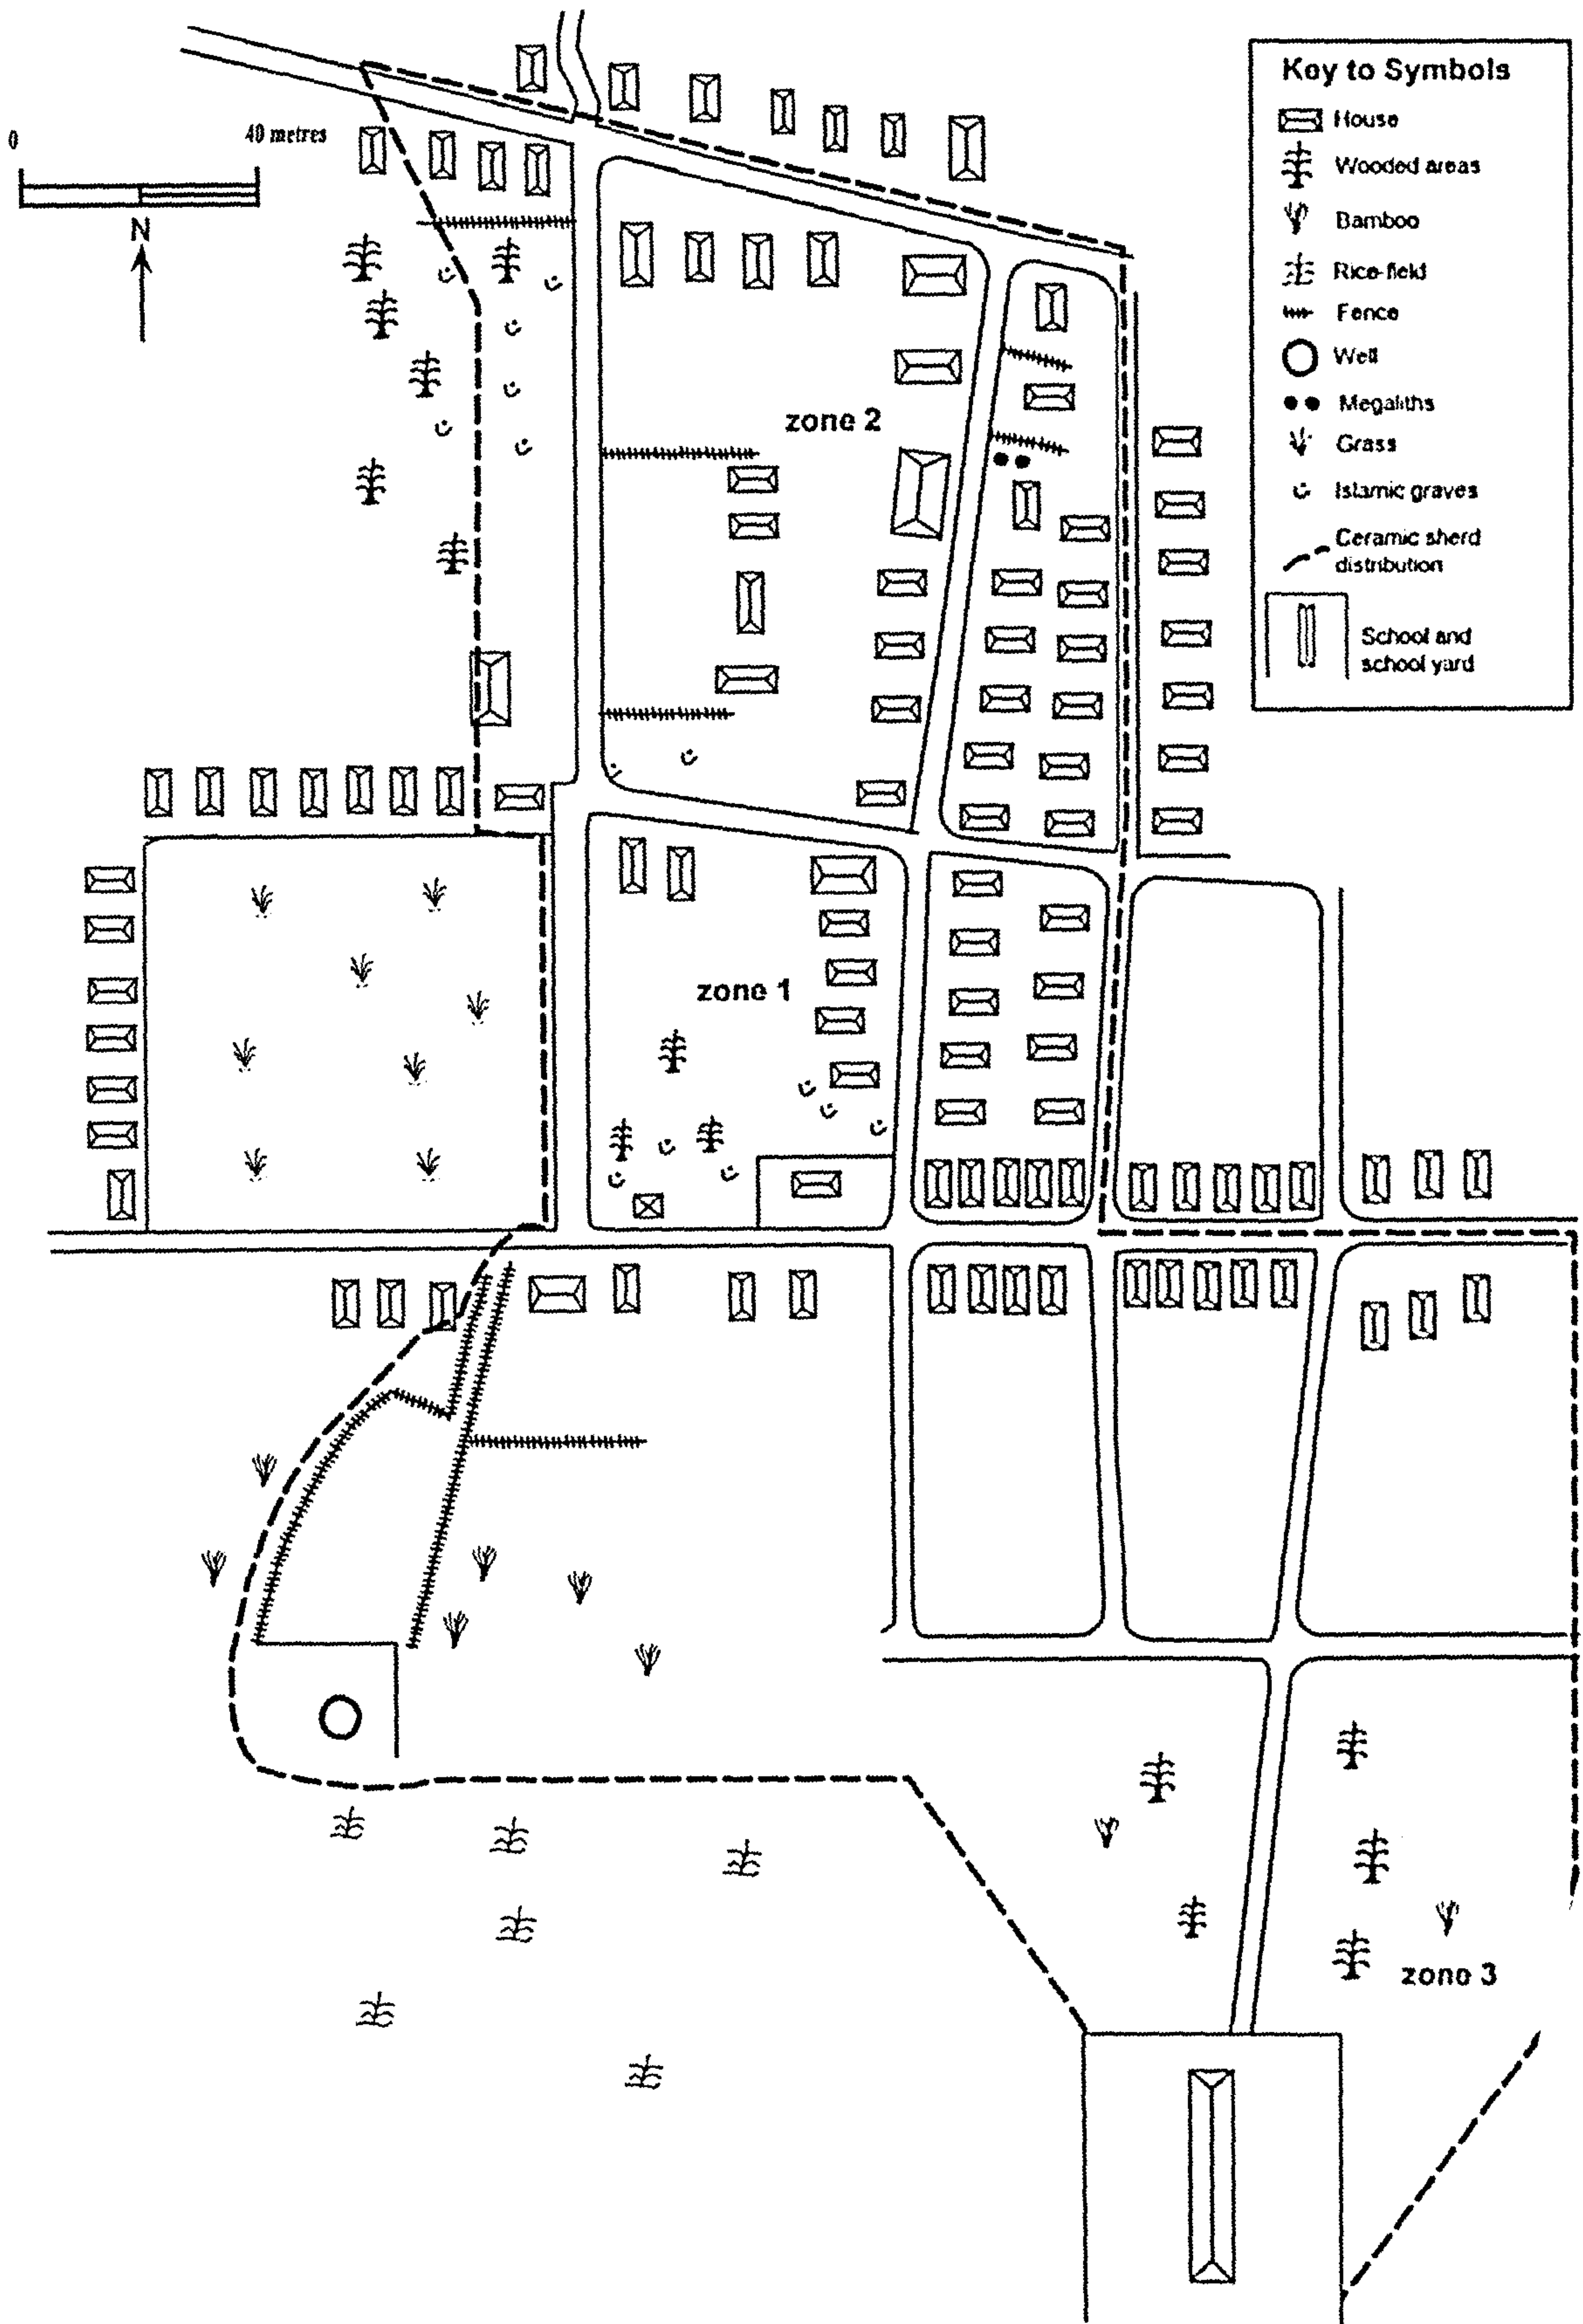 0
40 metres
N
Key to Symbols
House
Wooded areas
Bamboo
Rice-field
Fence
Well
Megaliths
Grass
Islamic graves
Ceramic sherd
distribution
School and
school yard
zone 2
zone 1
zone 3